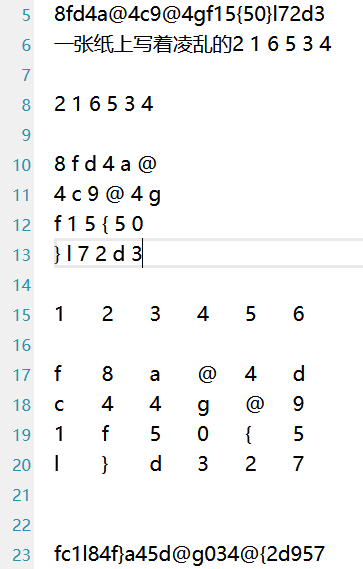 5 8fd4a@4c9@4gf15{50}l72d3
6 一张纸上写着凌乱的2 1 6 5 3 4
7
8 2 1 6 5 3 4
9
10 8 f d 4 a @
11 4 c 9 @ 4 g
12 f 1 5 { 5 0
13 } l 7 2 d 3
14
15 1 2 3 4 5 6
16
17 f 8 a @ 4 d
18 c 4 4 g @ 9
19 1 f 5 0 { 5
20 l } d 3 2 7
21
22
23 fc1l84f}a45d@g034@{2d957